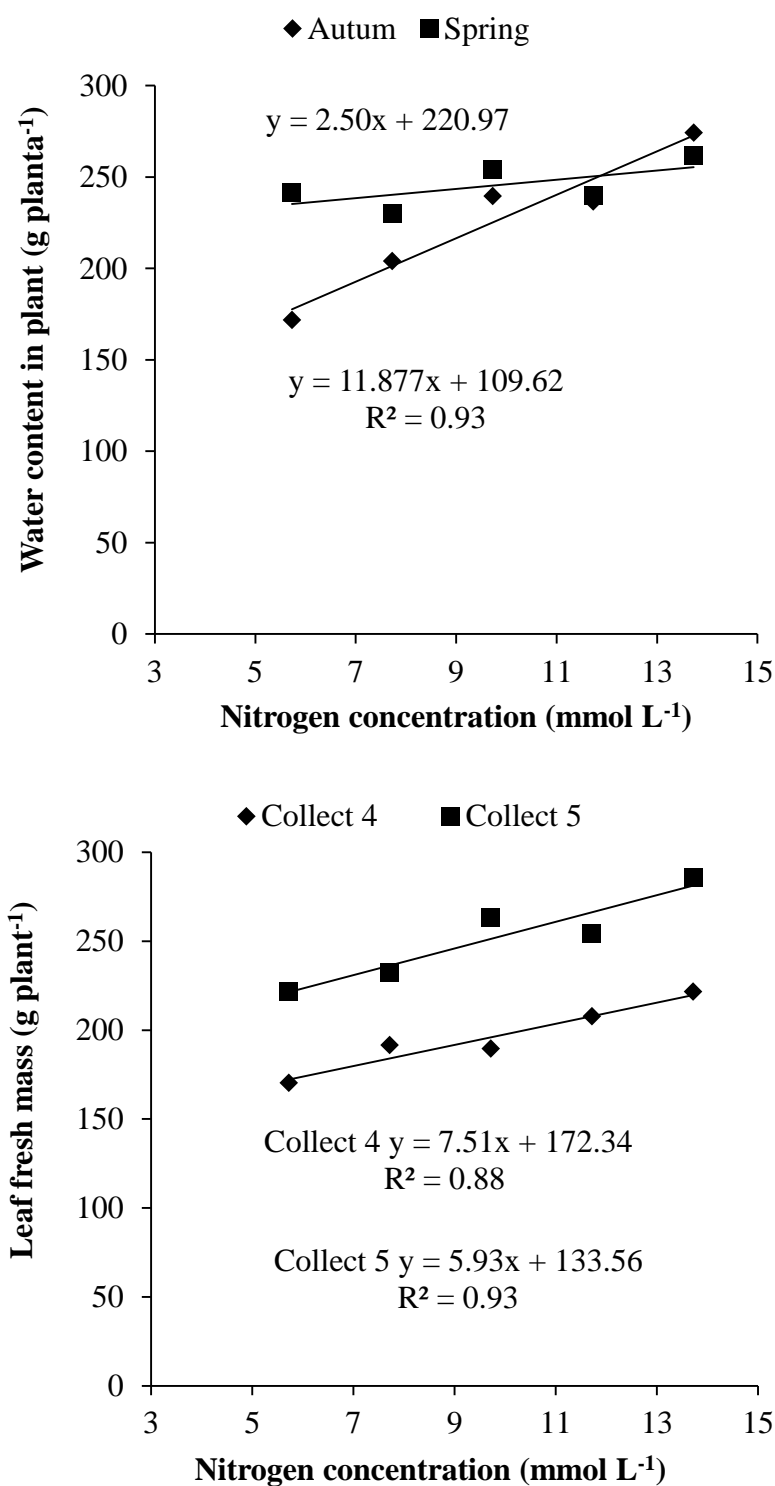 Autum Spring
300
y = 2.50x + 220.97
250
200
150
y = 11.877x + 109.62
R² = 0.93
100
50
0
Water content in plant (g planta⁻¹)
3 5 7 9 11 13 15
Nitrogen concentration (mmol L⁻¹)
Collect 4 Collect 5
300
250
200
150
Collect 4 y = 7.51x + 172.34
R² = 0.88
100
Collect 5 y = 5.93x + 133.56
R² = 0.93
50
0
Leaf fresh mass (g plant⁻¹)
3 5 7 9 11 13 15
Nitrogen concentration (mmol L⁻¹)